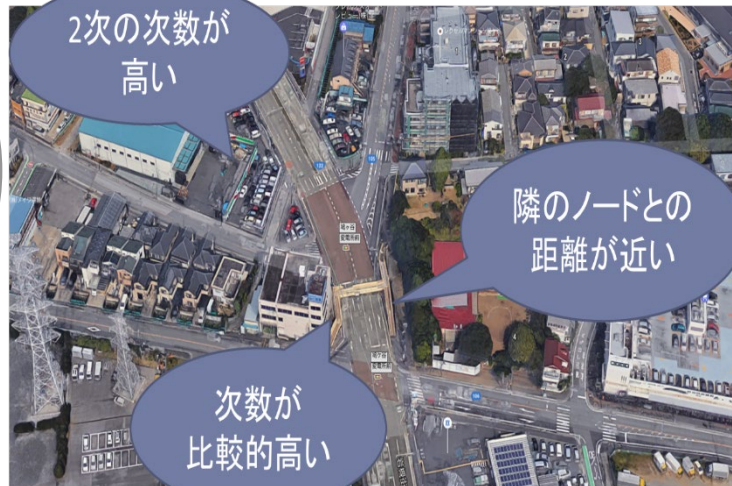 2次の次数が
高い
隣のノードとの
距離が近い
次数が
比較的高い